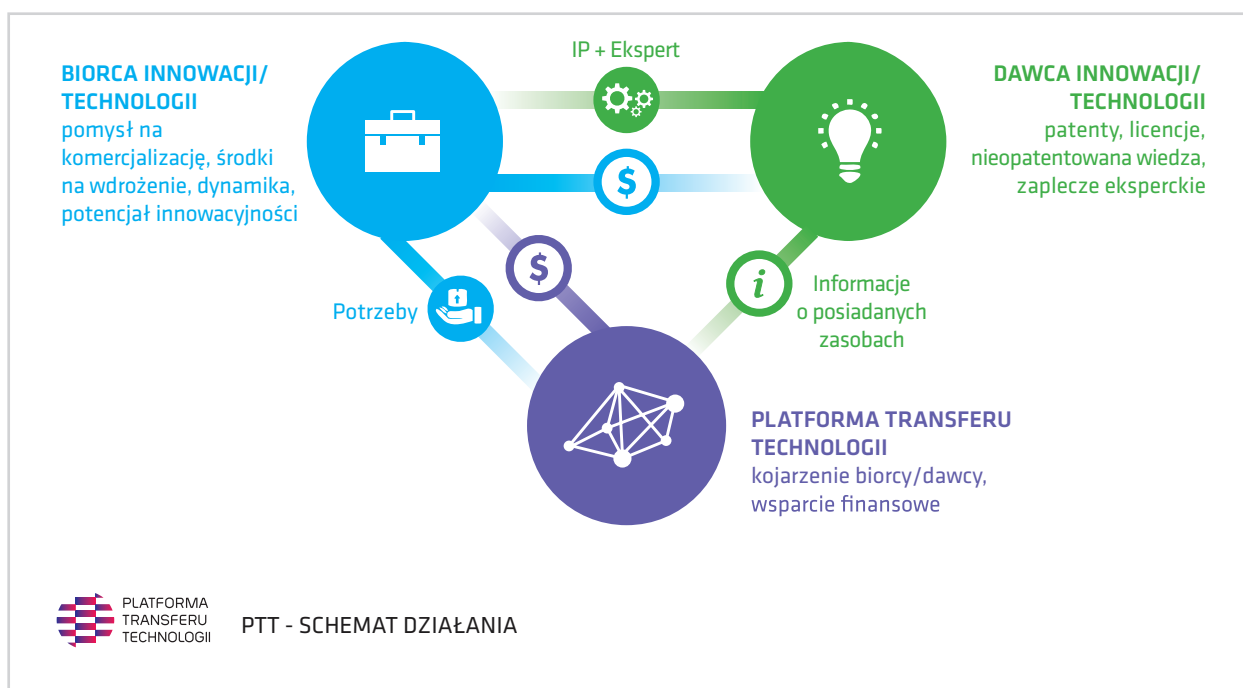 IP + Ekspert
BIORCA INNOWACJI/
TECHNOLOGII
pomysł na
komercjalizację, środki
na wdrożenie, dynamika,
potencjał innowacyjności
DAWCA INNOWACJI/
TECHNOLOGII
patenty, licencje,
nieopatentowana wiedza,
zaplecze eksperckie
$
$
i
Potrzeby
Informacje
o posiadanych
zasobach
PLATFORMA TRANSFERU
TECHNOLOGII
kojarzenie biorcy/dawcy,
wsparcie finansowe
PLATFORMA
TRANSFERU
TECHNOLOGII
PTT - SCHEMAT DZIAŁANIA